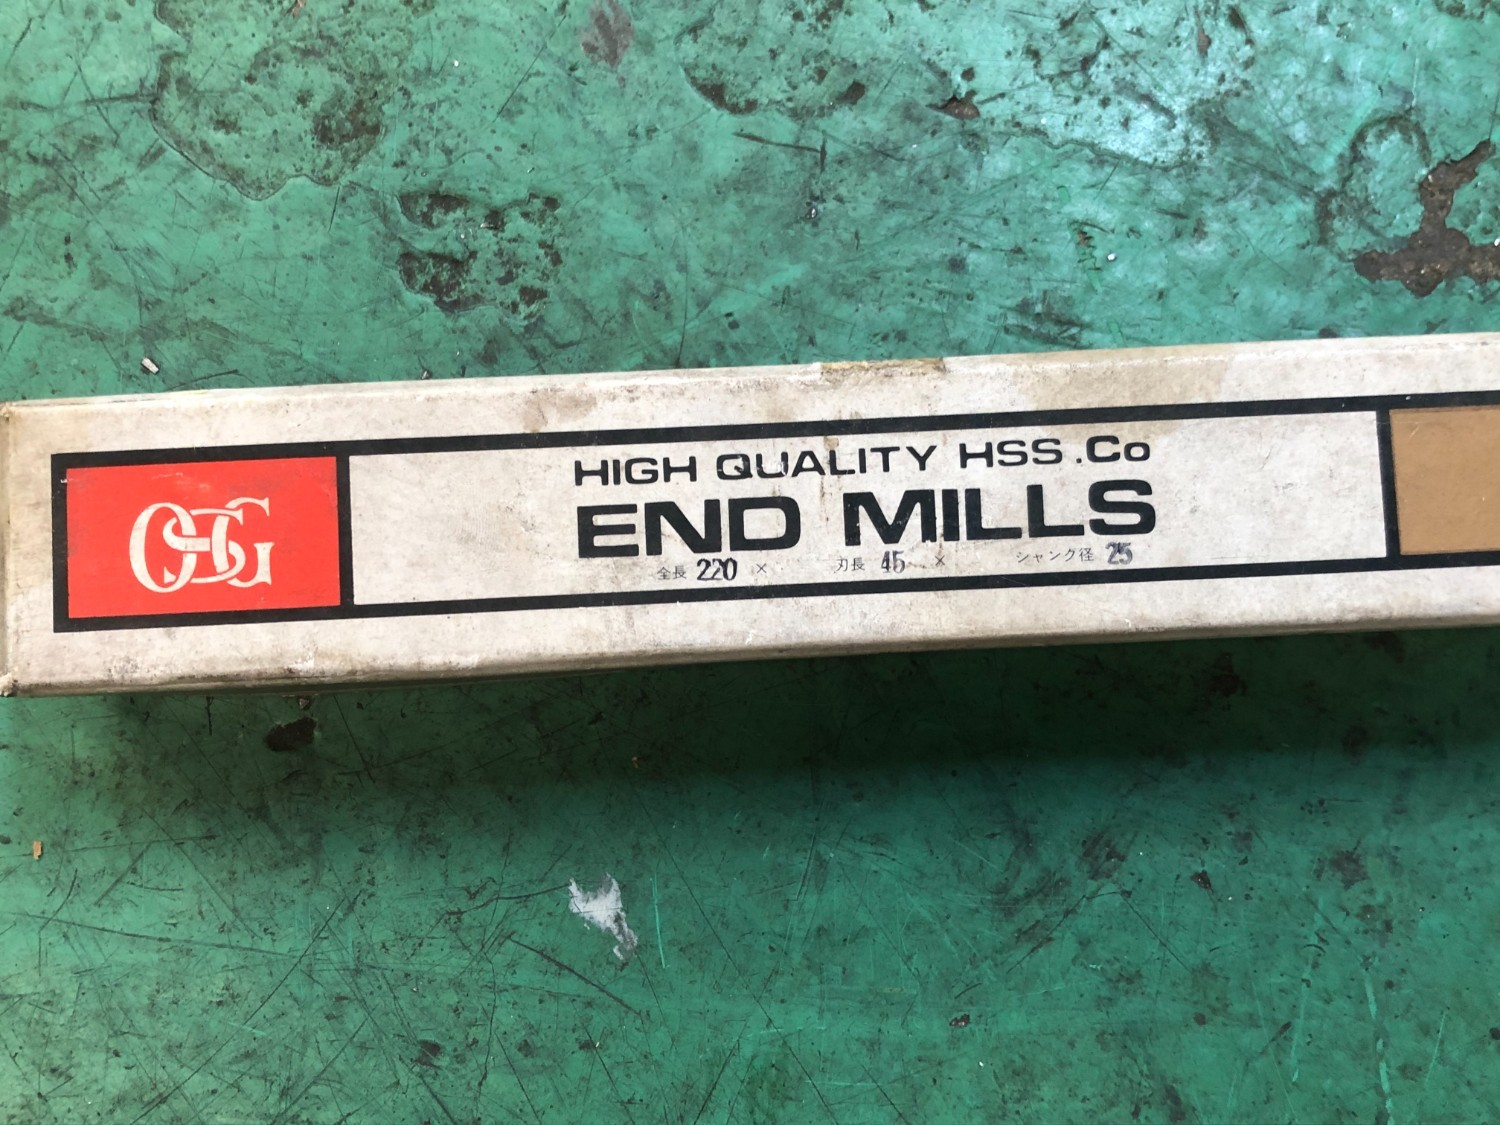 OSG
HIGH QUALITY HSS.Co
END MILLS
全長 220 × 刃長 45 × シャンク径 25